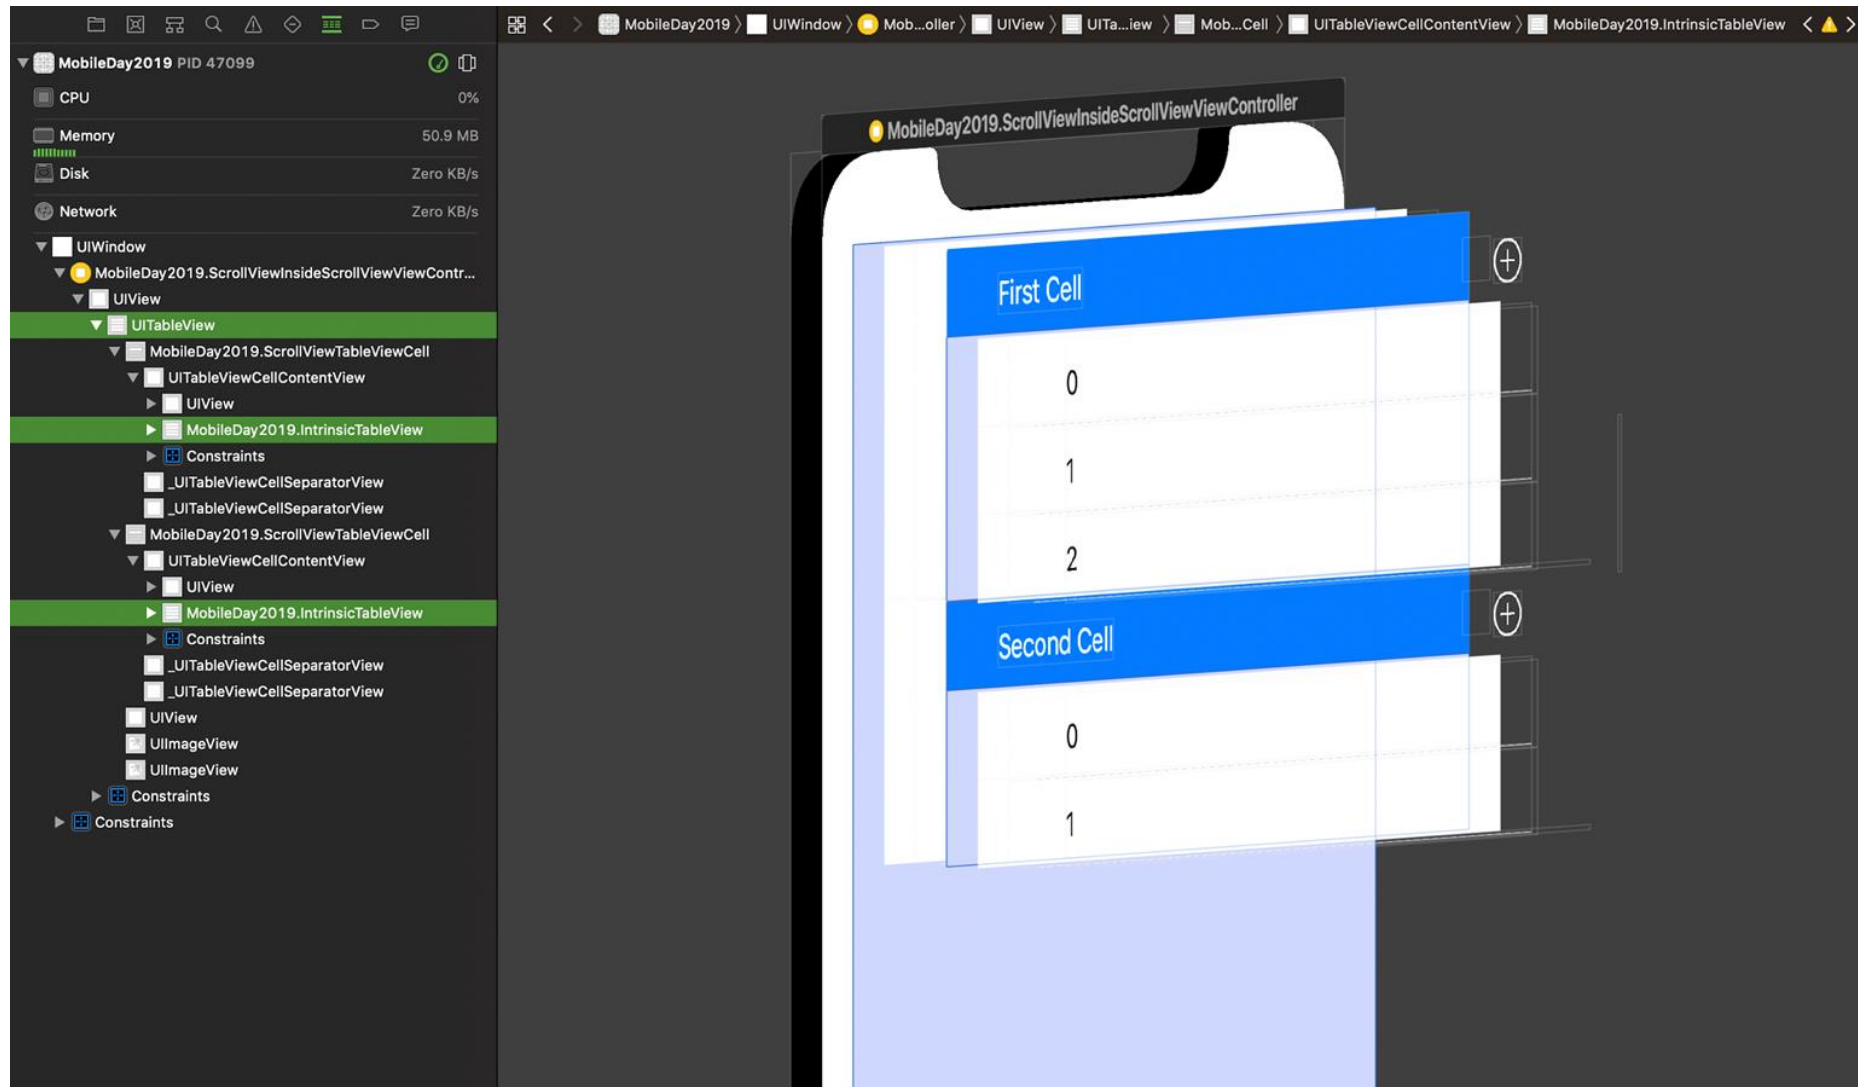 MobileDay2019 〉 UIWindow 〉 Mob...oller 〉 UIView 〉 UITa...iew 〉 Mob...Cell 〉 UITableViewCellContentView 〉 MobileDay2019.IntrinsicTableView
MobileDay2019 PID 47099
CPU 0%
Memory 50.9 MB
Disk Zero KB/s
Network Zero KB/s
UIWindow
MobileDay2019.ScrollViewInsideScrollViewViewContr...
UIView
UITableView
MobileDay2019.ScrollViewTableViewCell
UITableViewCellContentView
UIView
MobileDay2019.IntrinsicTableView
Constraints
_UITableViewCellSeparatorView
_UITableViewCellSeparatorView
MobileDay2019.ScrollViewTableViewCell
UITableViewCellContentView
UIView
MobileDay2019.IntrinsicTableView
Constraints
_UITableViewCellSeparatorView
_UITableViewCellSeparatorView
UIView
UIImageView
UIImageView
Constraints
Constraints
MobileDay2019.ScrollViewInsideScrollViewViewController
First Cell
0
1
2
Second Cell
0
1